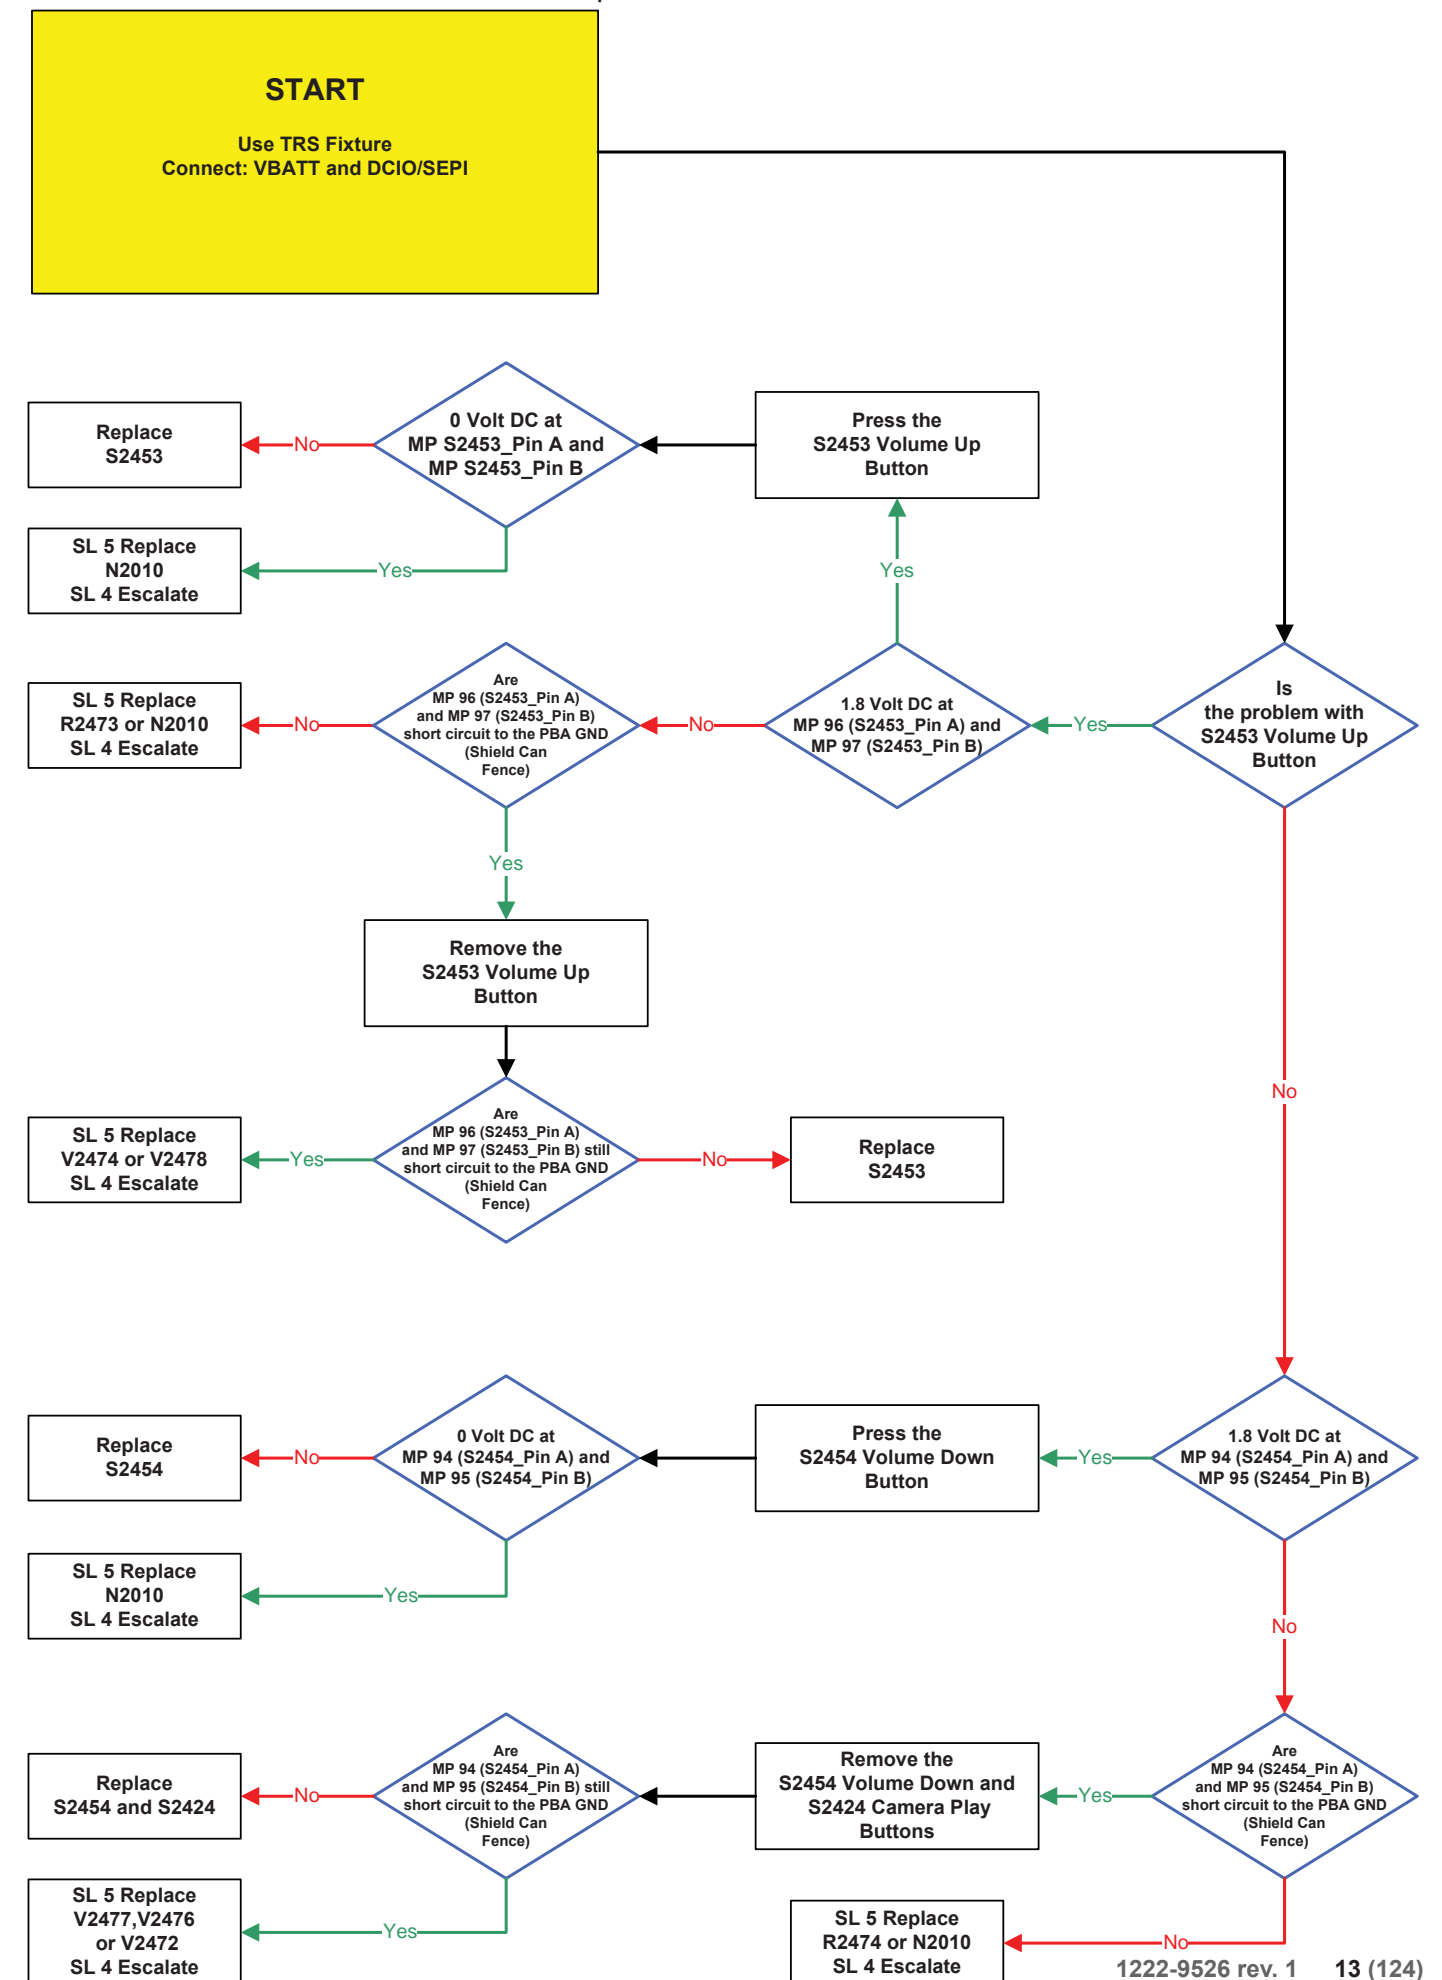 START
Use TRS Fixture
Connect: VBATT and DCIO/SEPI
Replace
S2453
No
0 Volt DC at
MP S2453_Pin A and
MP S2453_Pin B
Press the
S2453 Volume Up
Button
SL 5 Replace
N2010
SL 4 Escalate
Yes
Yes
SL 5 Replace
R2473 or N2010
SL 4 Escalate
No
Are
MP 96 (S2453_Pin A)
and MP 97 (S2453_Pin B)
short circuit to the PBA GND
(Shield Can
Fence)
No
1.8 Volt DC at
MP 96 (S2453_Pin A) and
MP 97 (S2453_Pin B)
Yes
Is
the problem with
S2453 Volume Up
Button
Yes
Remove the
S2453 Volume Up
Button
No
SL 5 Replace
V2474 or V2478
SL 4 Escalate
Yes
Are
MP 96 (S2453_Pin A)
and MP 97 (S2453_Pin B) still
short circuit to the PBA GND
(Shield Can
Fence)
No
Replace
S2453
Replace
S2454
No
0 Volt DC at
MP 94 (S2454_Pin A) and
MP 95 (S2454_Pin B)
Press the
S2454 Volume Down
Button
Yes
1.8 Volt DC at
MP 94 (S2454_Pin A) and
MP 95 (S2454_Pin B)
SL 5 Replace
N2010
SL 4 Escalate
Yes
No
Replace
S2454 and S2424
No
Are
MP 94 (S2454_Pin A)
and MP 95 (S2454_Pin B) still
short circuit to the PBA GND
(Shield Can
Fence)
Remove the
S2454 Volume Down and
S2424 Camera Play
Buttons
Yes
Are
MP 94 (S2454_Pin A)
and MP 95 (S2454_Pin B)
short circuit to the PBA GND
(Shield Can
Fence)
SL 5 Replace
V2477,V2476
or V2472
SL 4 Escalate
Yes
SL 5 Replace
R2474 or N2010
SL 4 Escalate
No
1222-9526 rev. 1 13 (124)